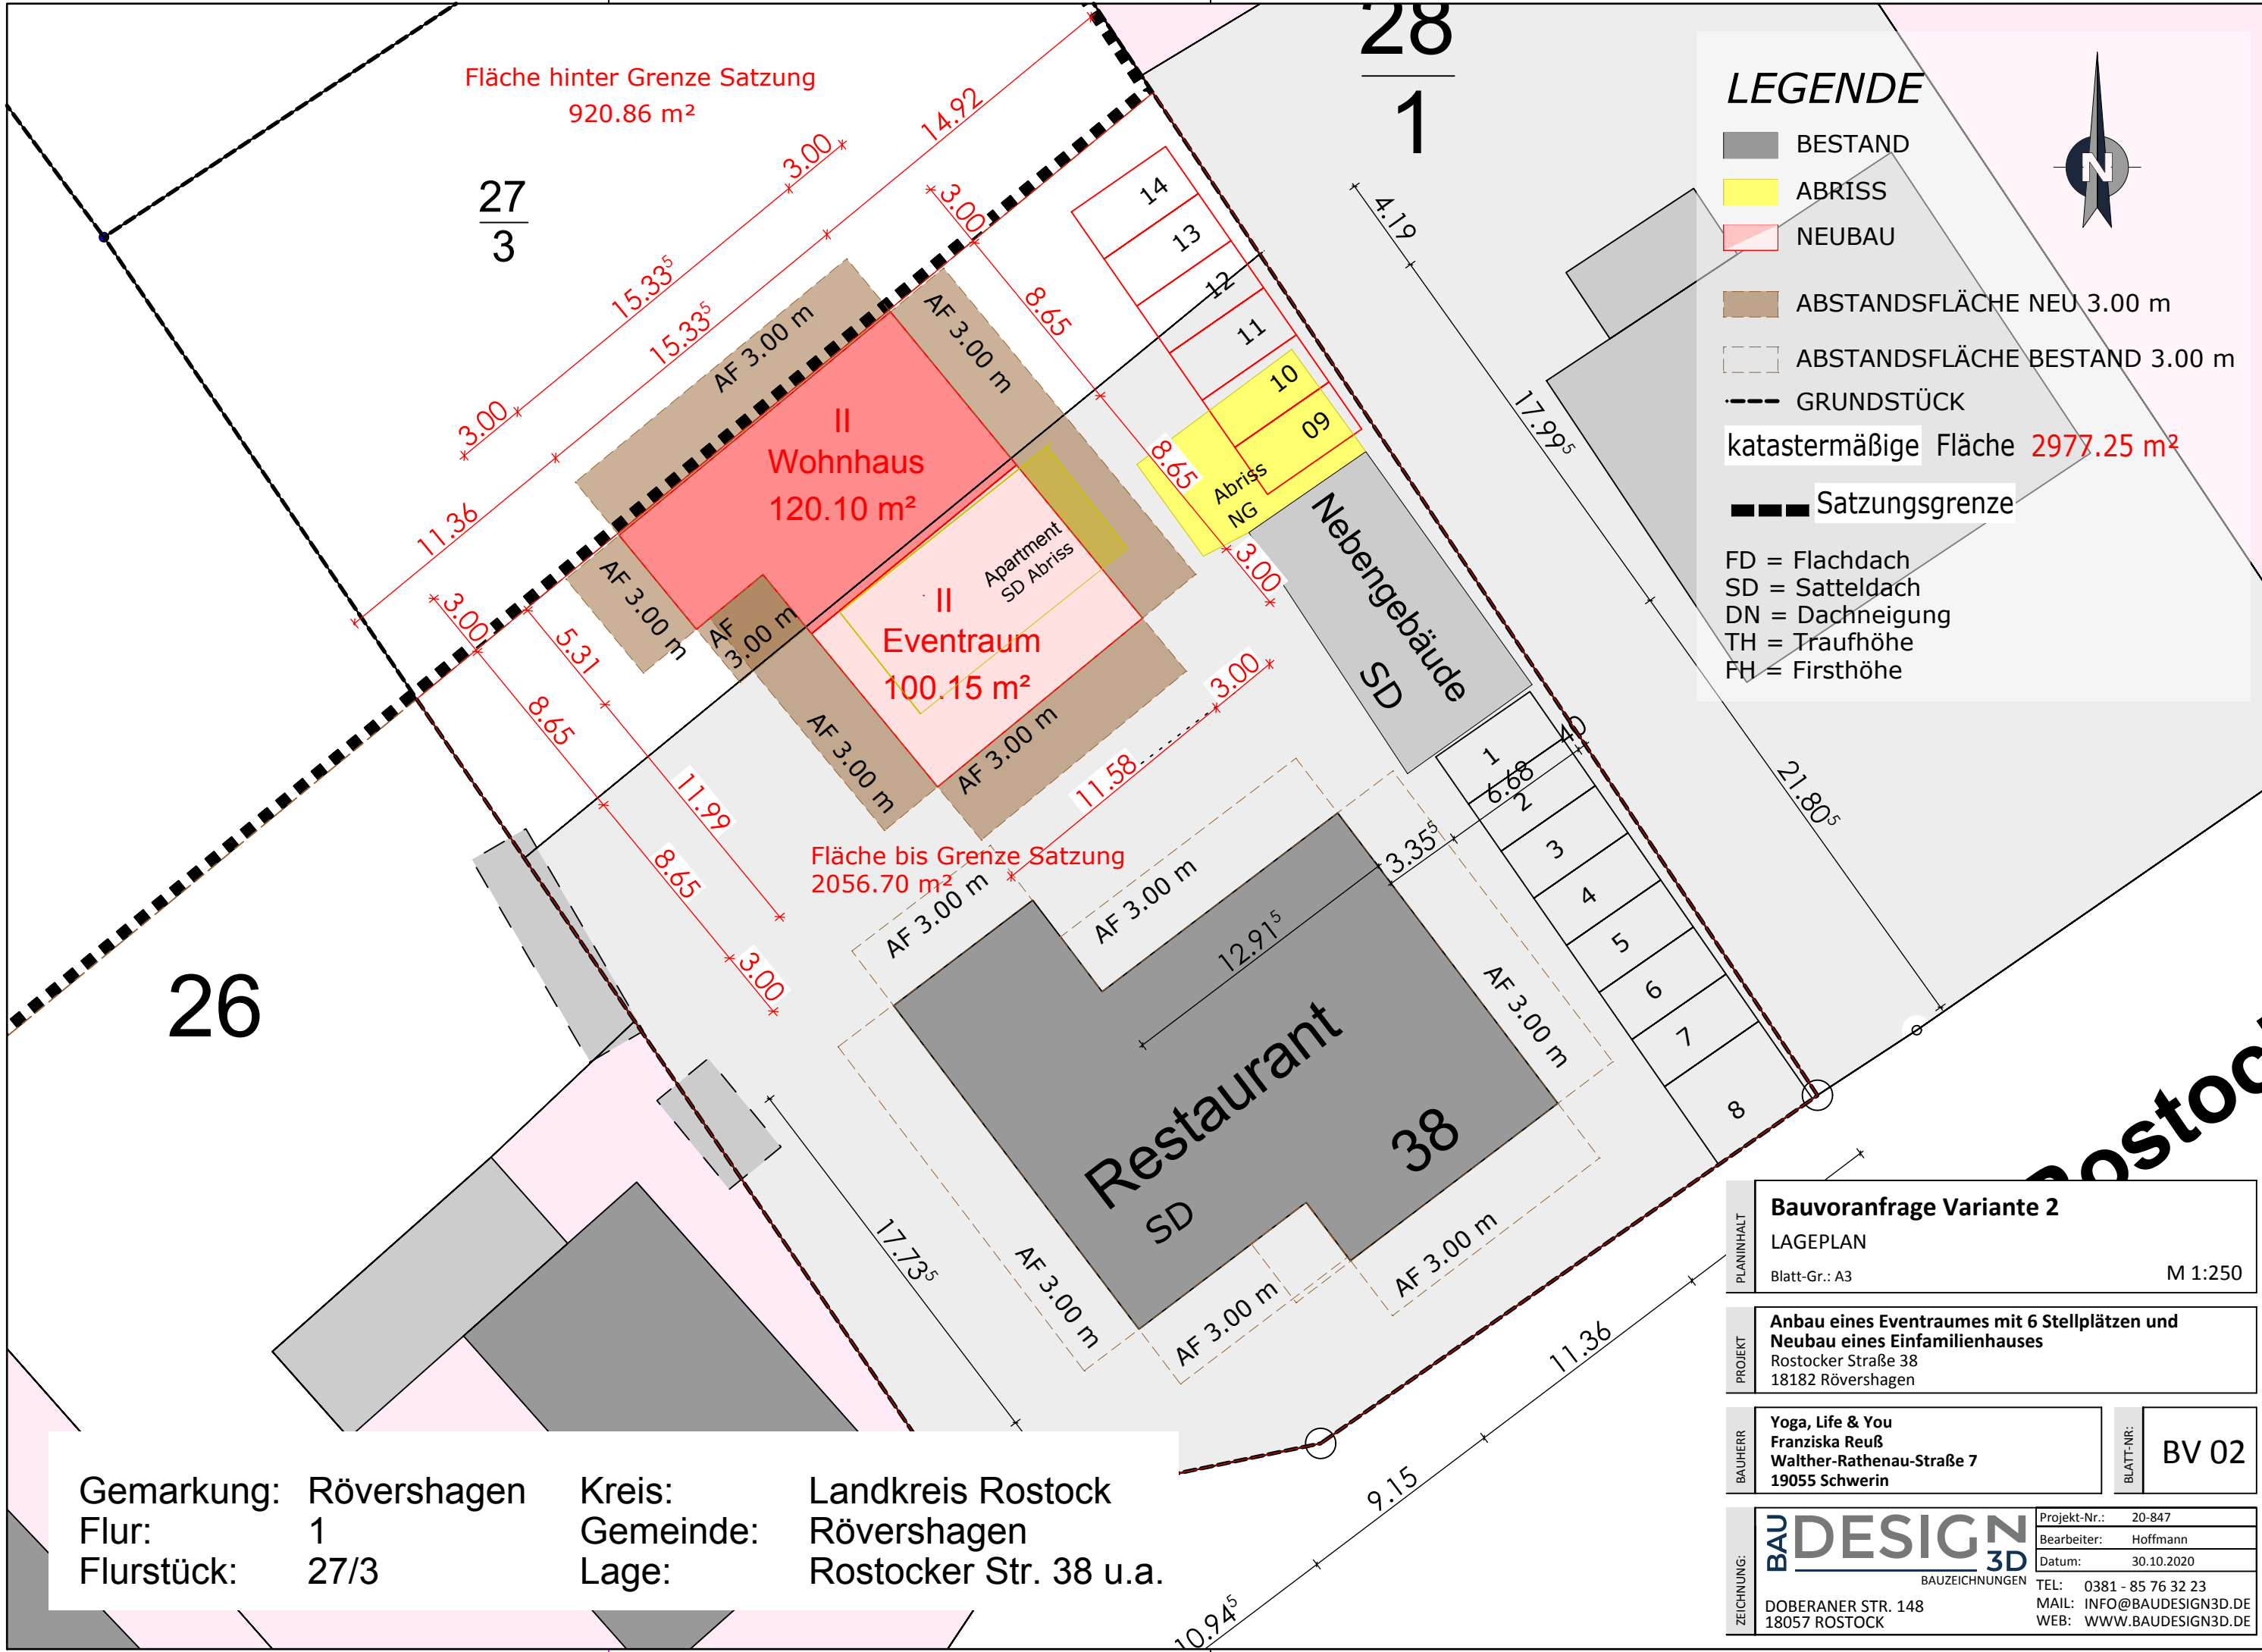 Fläche hinter Grenze Satzung
920.86 m²
27
3
28
1
14.92
3.00
15.33⁵
15.33⁵
3.00
11.36
3.00
8.65
8.65
3.00
3.00
5.31
8.65
11.99
8.65
3.00
11.58
3.00
AF 3.00 m
AF 3.00 m
AF 3.00 m
AF
3.00 m
AF 3.00 m
AF 3.00 m
II
Wohnhaus
120.10 m²
II
Eventraum
100.15 m²
Apartment
SD Abriss
Abriss
NG
Nebengebäude
SD
14
13
12
11
10
09
1
2
3
4
5
6
7
8
4.19
17.99⁵
21.80⁵
40
6.68
3.35⁵
12.91⁵
Fläche bis Grenze Satzung
2056.70 m²
AF 3.00 m
AF 3.00 m
AF 3.00 m
AF 3.00 m
AF 3.00 m
AF 3.00 m
Restaurant
38
SD
26
17.73⁵
11.36
9.15
10.94⁵
LEGENDE
BESTAND
ABRISS
NEUBAU
ABSTANDSFLÄCHE NEU 3.00 m
ABSTANDSFLÄCHE BESTAND 3.00 m
GRUNDSTÜCK
katastermäßige Fläche 2977.25 m²
Satzungsgrenze
FD = Flachdach
SD = Satteldach
DN = Dachneigung
TH = Traufhöhe
FH = Firsthöhe
N
Gemarkung: Rövershagen Kreis: Landkreis Rostock
Flur: 1 Gemeinde: Rövershagen
Flurstück: 27/3 Lage: Rostocker Str. 38 u.a.
PLANINHALT
Bauvoranfrage Variante 2
LAGEPLAN
Blatt-Gr.: A3 M 1:250
PROJEKT
Anbau eines Eventraumes mit 6 Stellplätzen und
Neubau eines Einfamilienhauses
Rostocker Straße 38
18182 Rövershagen
BAUHERR
Yoga, Life & You
Franziska Reuß
Walther-Rathenau-Straße 7
19055 Schwerin
BLATT-NR:
BV 02
ZEICHNUNG:
BAU DESIGN 3D
BAUZEICHNUNGEN
DOBERANER STR. 148
18057 ROSTOCK
Projekt-Nr.: 20-847
Bearbeiter: Hoffmann
Datum: 30.10.2020
TEL: 0381 - 85 76 32 23
MAIL: INFO@BAUDESIGN3D.DE
WEB: WWW.BAUDESIGN3D.DE